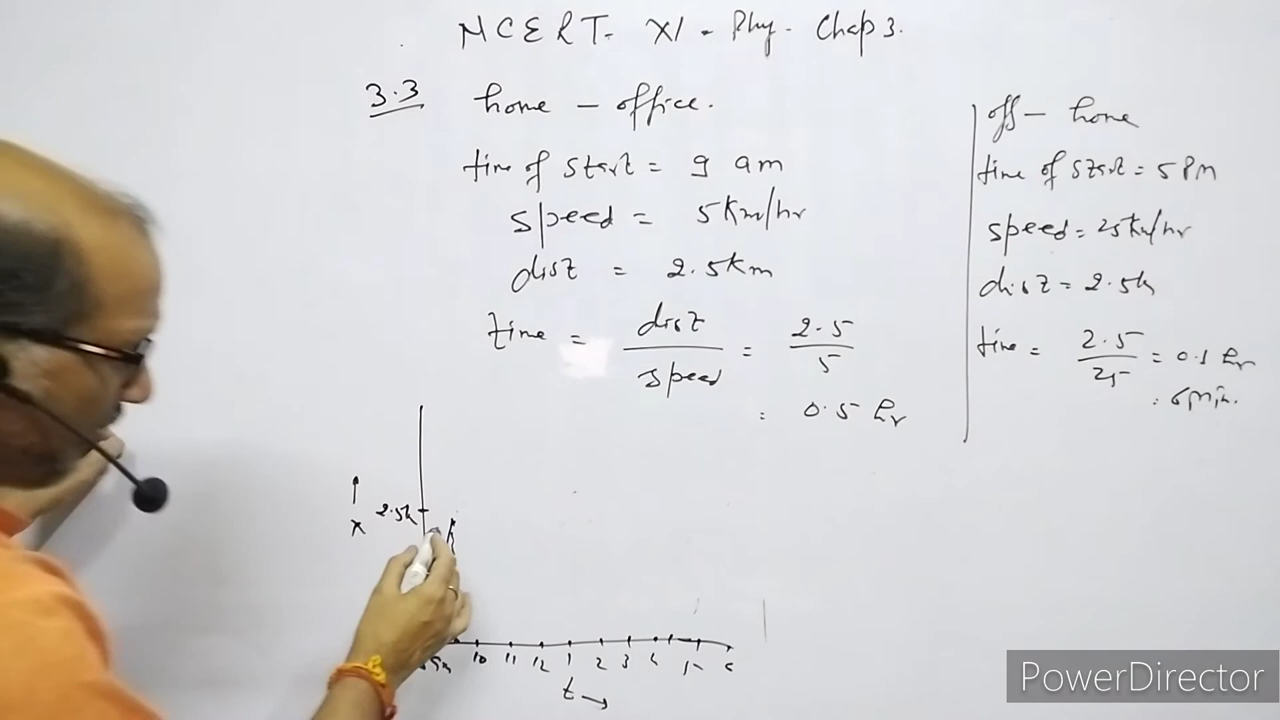 NCERT - XI - Phy - Chap 3.
3.3 home - office.
time of start = 9 am
speed = 5 Km/hr
dist = 2.5 Km
time = dist / speed = 2.5 / 5
= 0.5 hr
off - home
time of start = 5 PM
speed = 25 Km/hr
dist = 2.5 k
time = 2.5 / 25 = 0.1 hr
= 6 min.
2.5k
x
10 11 12 1 2 3 4 5 6
t →
PowerDirector